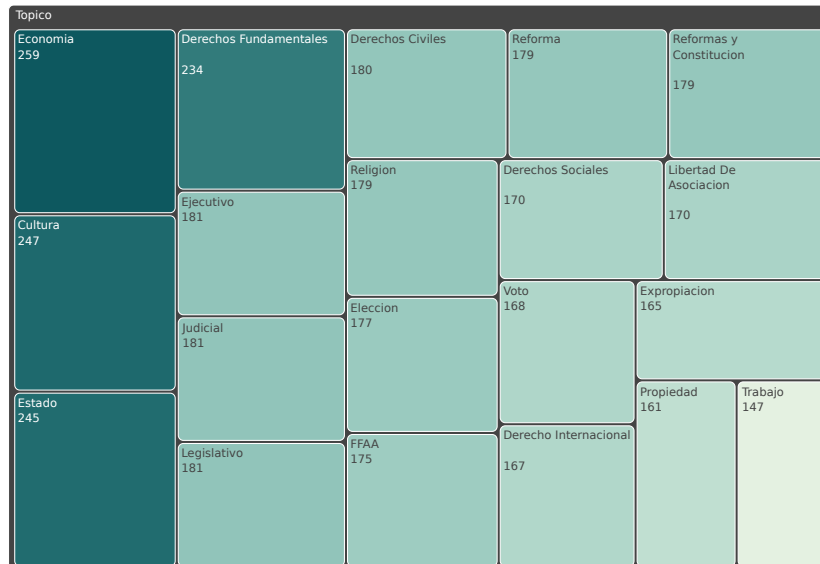 Topico
Economia
259
Cultura
247
Estado
245
Derechos Fundamentales
234
Ejecutivo
181
Judicial
181
Legislativo
181
Derechos Civiles
180
Reforma
179
Reformas y
Constitucion
179
Religion
179
Eleccion
177
FFAA
175
Derechos Sociales
170
Libertad De
Asociacion
170
Voto
168
Derecho Internacional
167
Expropiacion
165
Propiedad
161
Trabajo
147